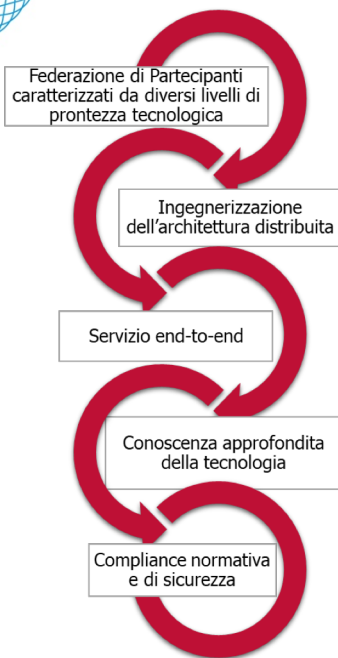 Federazione di Partecipanti
caratterizzati da diversi livelli di
prontezza tecnologica
Ingegnerizzazione
dell'architettura distribuita
Servizio end-to-end
Conoscenza approfondita
della tecnologia
Compliance normativa
e di sicurezza